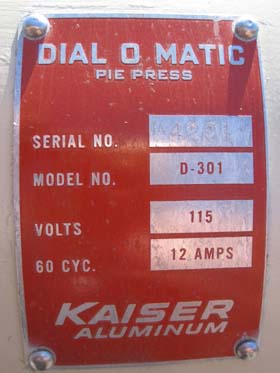 DIAL O MATIC
PIE PRESS
SERIAL NO.
MODEL NO. D-301
VOLTS 115
60 CYC. 12 AMPS
KAISER
ALUMINUM